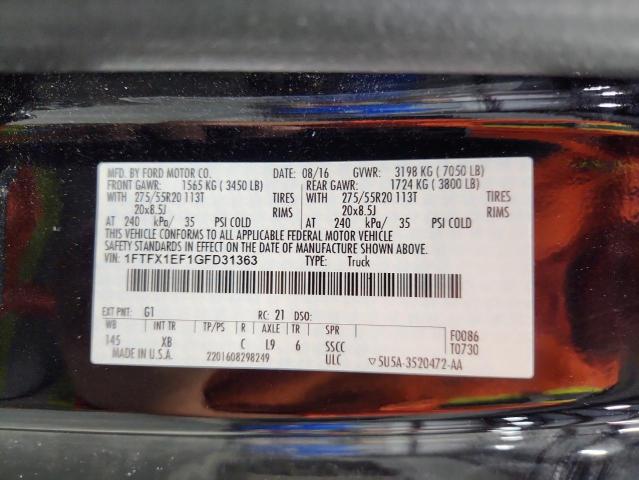 MFD. BY FORD MOTOR CO. DATE: 08/16 GVWR: 3198 KG ( 7050 LB)
FRONT GAWR: 1565 KG ( 3450 LB) REAR GAWR: 1724 KG ( 3800 LB)
WITH 275/55R20 113T TIRES WITH 275/55R20 113T TIRES
20x8.5J RIMS 20x8.5J RIMS
AT 240 kPa/ 35 PSI COLD AT 240 kPa/ 35 PSI COLD
THIS VEHICLE CONFORMS TO ALL APPLICABLE FEDERAL MOTOR VEHICLE
SAFETY STANDARDS IN EFFECT ON THE DATE OF MANUFACTURE SHOWN ABOVE.
VIN: 1FTFX1EF1GFD31363 TYPE: Truck
EXT PNT: G1 RC: 21 DSO:
WB INT TR TP/PS R AXLE TR SPR F0086
145 XB C L9 6 SSCC T0730
MADE IN U.S.A. 2201608298249 ULC ▽5U5A-3520472-AA